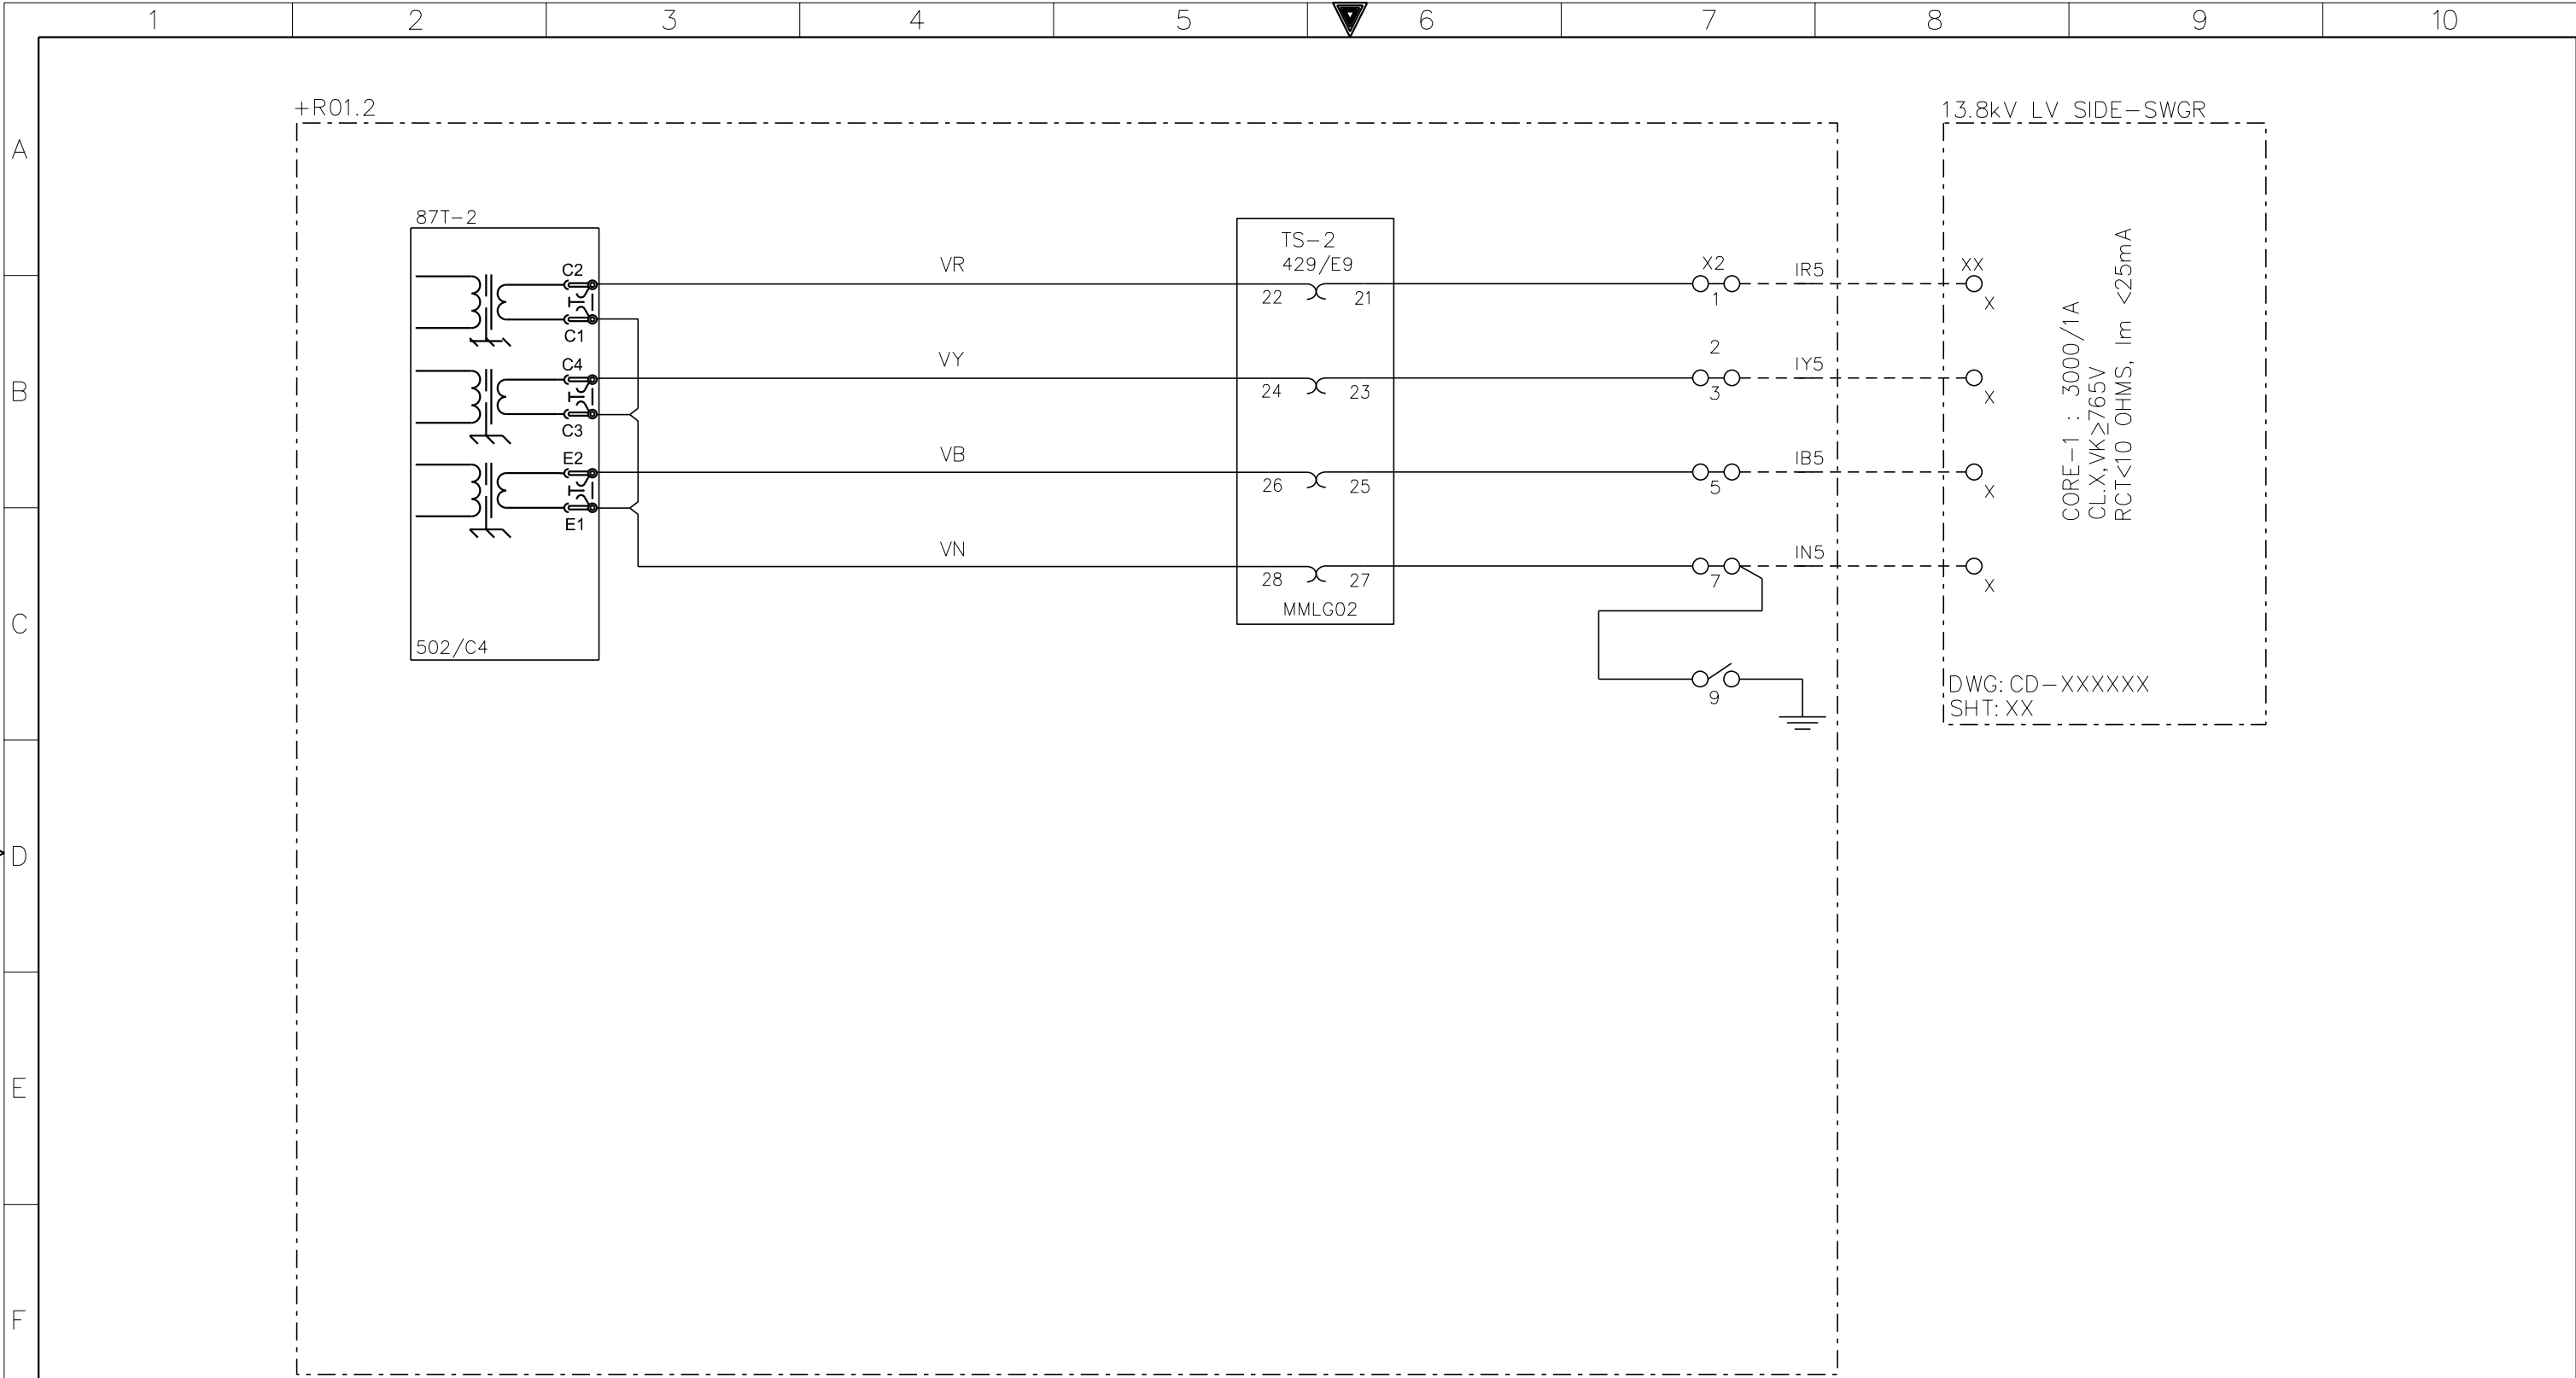 1 2 3 4 5 6 7 8 9 10
A
B
C
D
E
F
+R01.2
87T-2
C2
C1
C4
C3
E2
E1
502/C4
VR
VY
VB
VN
TS-2
429/E9
22 21
24 23
26 25
28 27
MMLG02
X2
1
2
3
5
7
9
IR5
IY5
IB5
IN5
13.8kV LV SIDE-SWGR
XX
X
X
X
X
CORE-1 : 3000/1A
CL.X,VK≥765V
RCT<10 OHMS, Im <25mA
DWG: CD-XXXXXX
SHT: XX